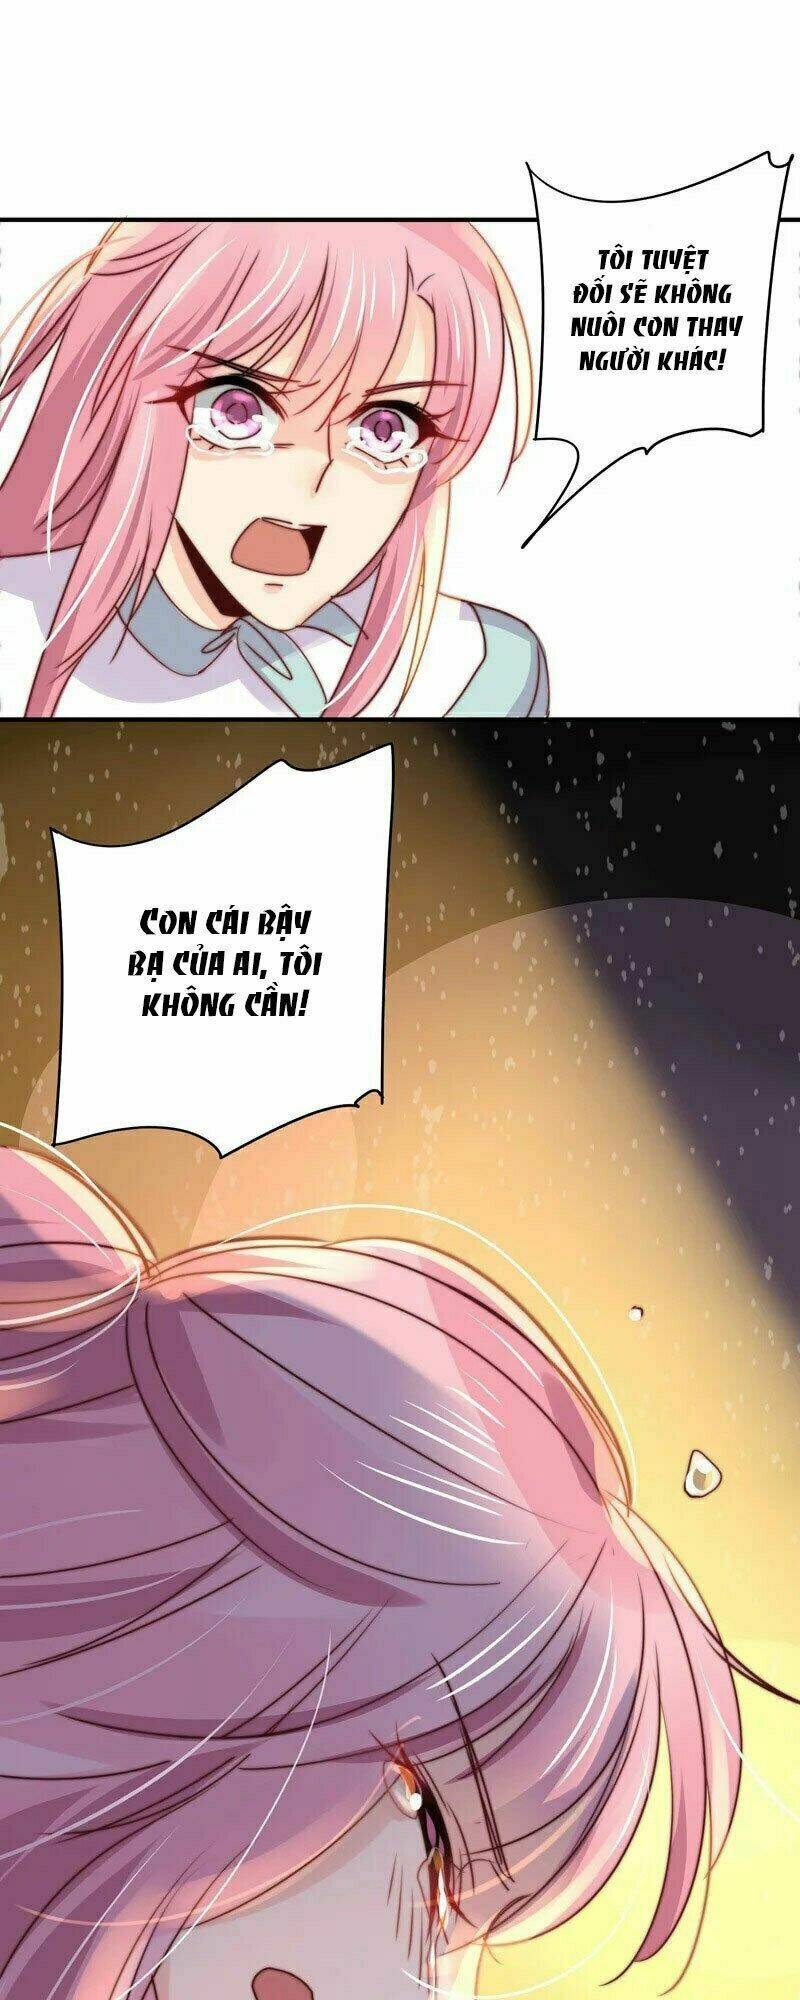 TÔI TUYỆT
ĐỐI SẼ KHÔNG
NUÔI CON THAY
NGƯỜI KHÁC!
CON CÁI BẬY
BẠ CỦA AI, TÔI
KHÔNG CẦN!